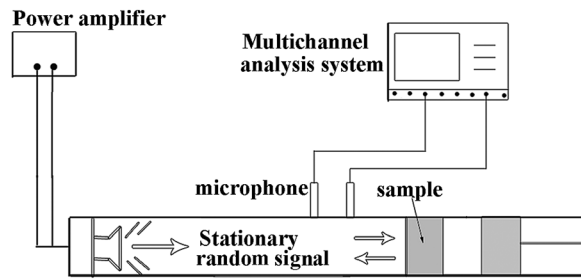 Power amplifier
Multichannel
analysis system
microphone
sample
Stationary
random signal